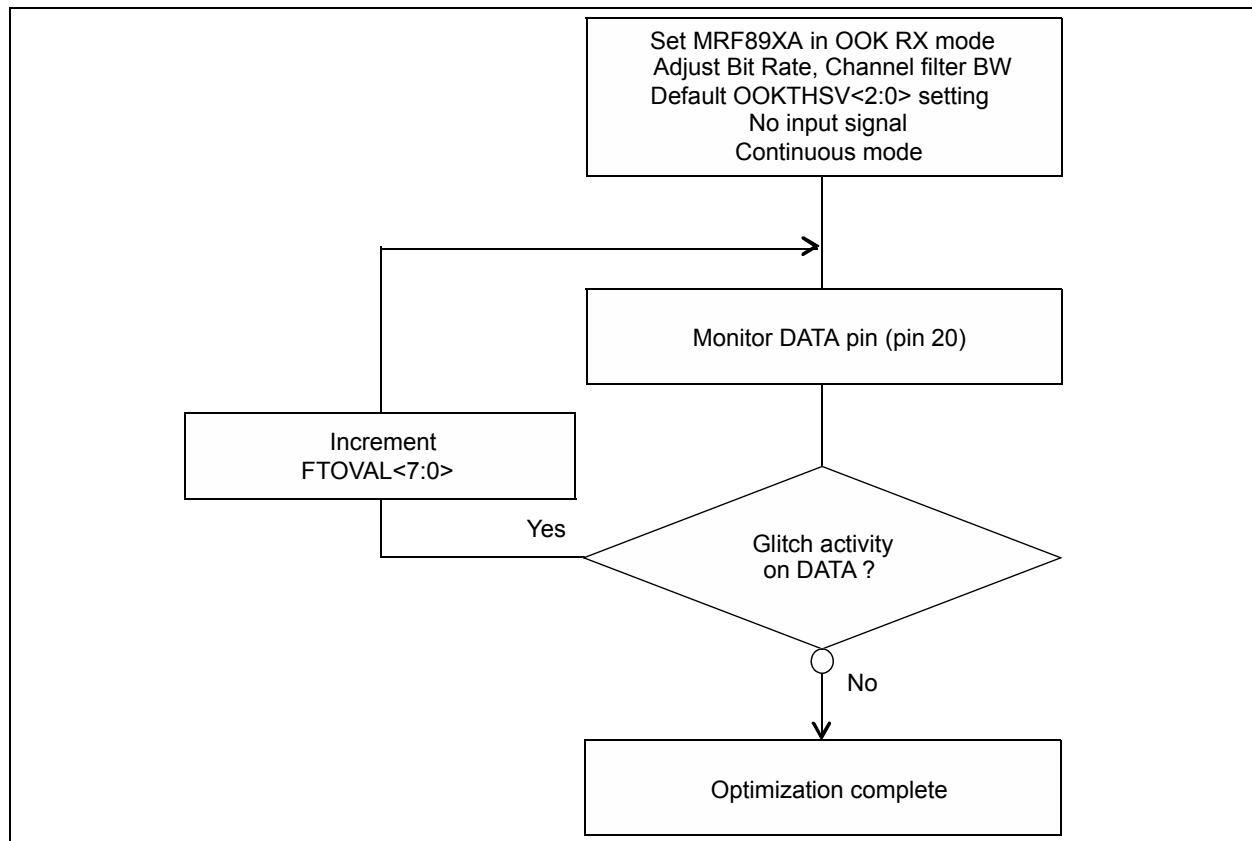 Set MRF89XA in OOK RX mode
Adjust Bit Rate, Channel filter BW
Default OOKTHSV<2:0> setting
No input signal
Continuous mode
Monitor DATA pin (pin 20)
Increment
FTOVAL<7:0>
Yes
Glitch activity
on DATA ?
No
Optimization complete